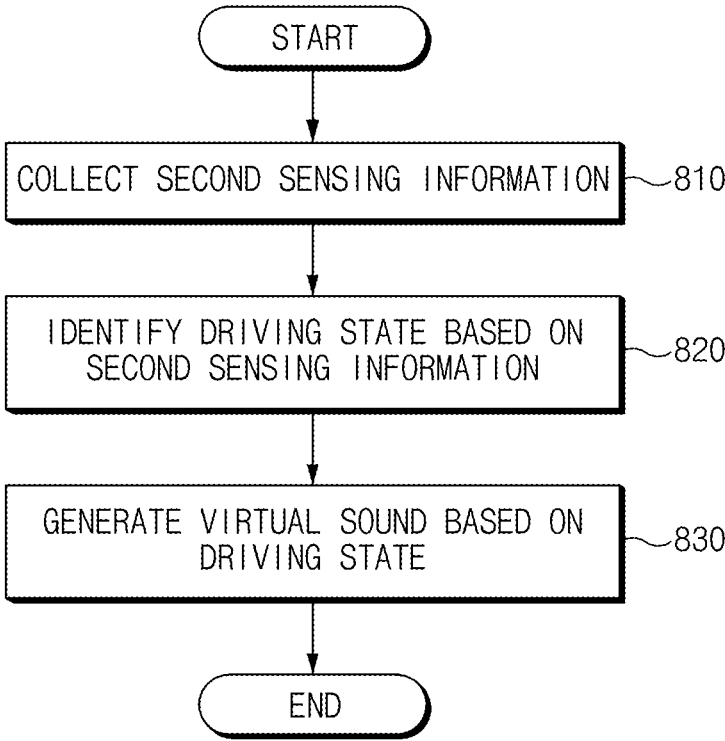 START
COLLECT SECOND SENSING INFORMATION
810
IDENTIFY DRIVING STATE BASED ON
SECOND SENSING INFORMATION
820
GENERATE VIRTUAL SOUND BASED ON
DRIVING STATE
830
END